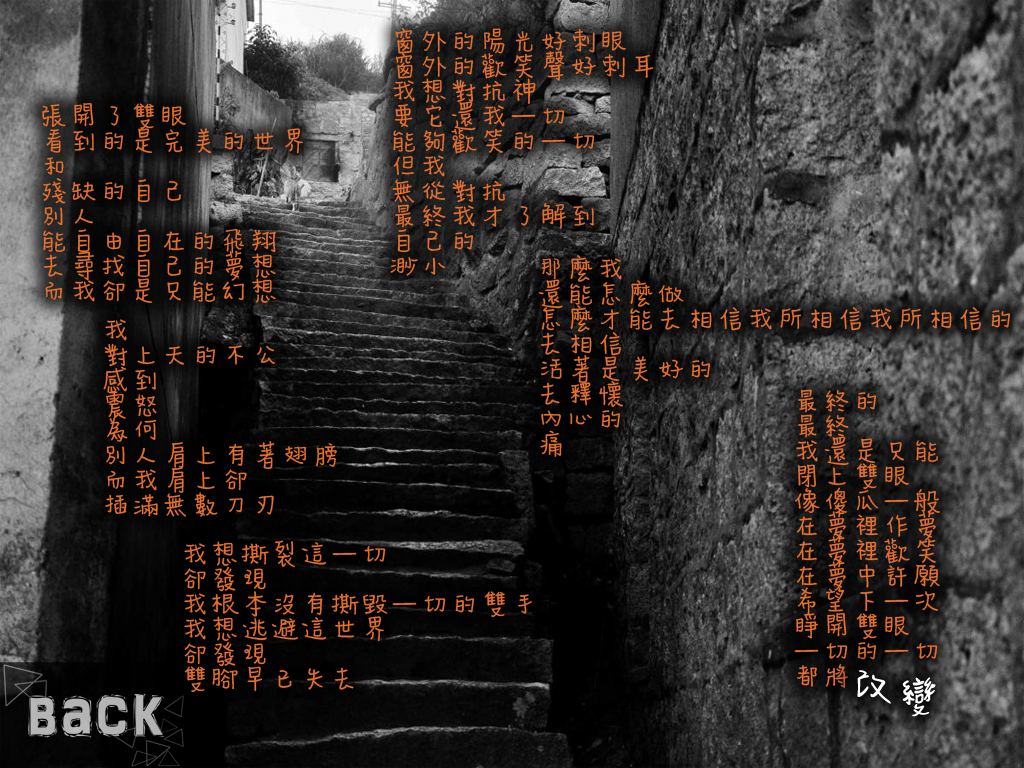 張開了雙眼
看到的是完美的世界
和
殘缺的自己
別人
能自由自在的飛翔
去尋找自己的夢想
而我卻是只能幻想
我
對上天的不公
感到
震怒
為何
別人肩上有著翅膀
而我肩上卻
插滿無數刀刃
我想撕裂這一切
卻發現
我根本沒有撕毀一切的雙手
我想逃避這世界
卻發現
雙腳早已失去
窗外的陽光好刺眼
窗外的歡笑聲好刺耳
我想對抗神
要它還我一切
能夠歡笑的一切
但我
無從對抗
最終我才了解到
自己的
渺小
那麼我
還能怎麼做
怎麼才能去相信我所相信我所相信的
去相信
活著是美好的
去釋懷
內心的
痛
最終的
最終
我還是只能
閉上雙眼
像傻瓜一般
在夢裡作夢
在夢裡歡笑
在夢中許願
希望下一次
睜開雙眼
一切的一切
都將
改變
BaCK